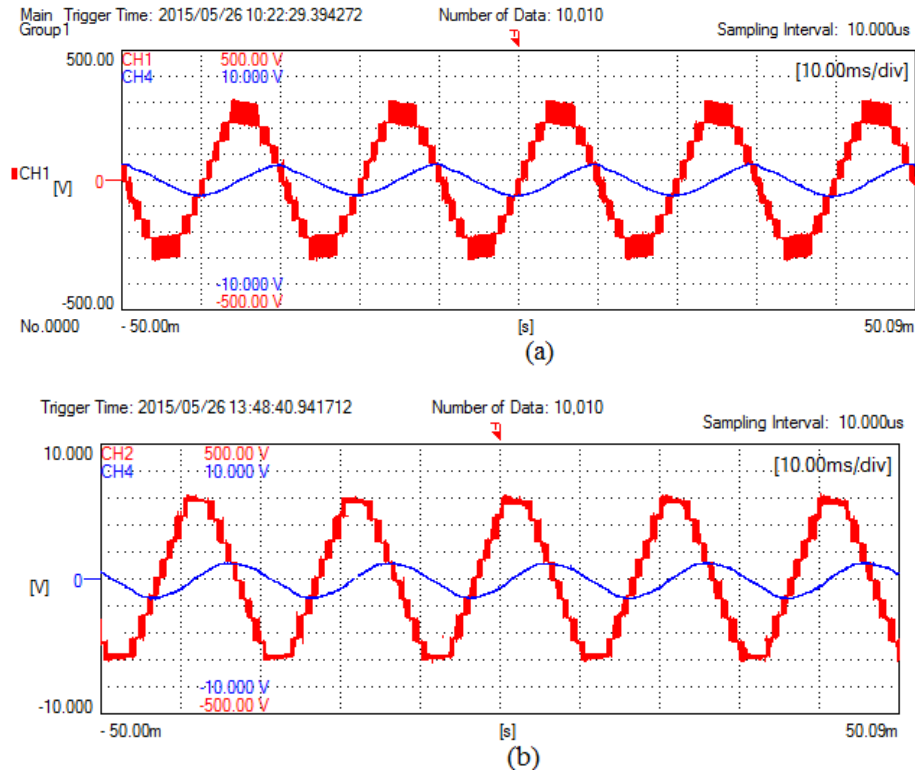 Main Trigger Time: 2015/05/26 10:22:29.394272 Number of Data: 10,010
Group1 Sampling Interval: 10.000us
F
500.00 CH1 500.00 V
CH4 10.000 V [10.00ms/div]
CH1 0
[V]
-10.000 V
-500.00 -500.00 V
No.0000 - 50.00m [s] 50.09m
(a)
Trigger Time: 2015/05/26 13:48:40.941712 Number of Data: 10,010
Sampling Interval: 10.000us
F
10.000 CH2 500.00 V
CH4 10.000 V [10.00ms/div]
[V] 0
-10.000 V
-10.000 -500.00 V
- 50.00m [s] 50.09m
(b)